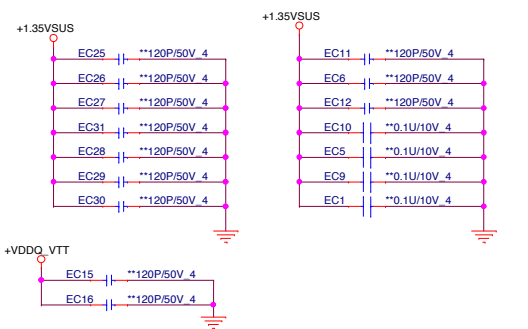 +1.35VSUS
EC25 **120P/50V_4
EC26 **120P/50V_4
EC27 **120P/50V_4
EC31 **120P/50V_4
EC28 **120P/50V_4
EC29 **120P/50V_4
EC30 **120P/50V_4
+1.35VSUS
EC11 **120P/50V_4
EC6 **120P/50V_4
EC12 **120P/50V_4
EC10 **0.1U/10V_4
EC5 **0.1U/10V_4
EC9 **0.1U/10V_4
EC1 **0.1U/10V_4
+VDDQ_VTT
EC15 **120P/50V_4
EC16 **120P/50V_4